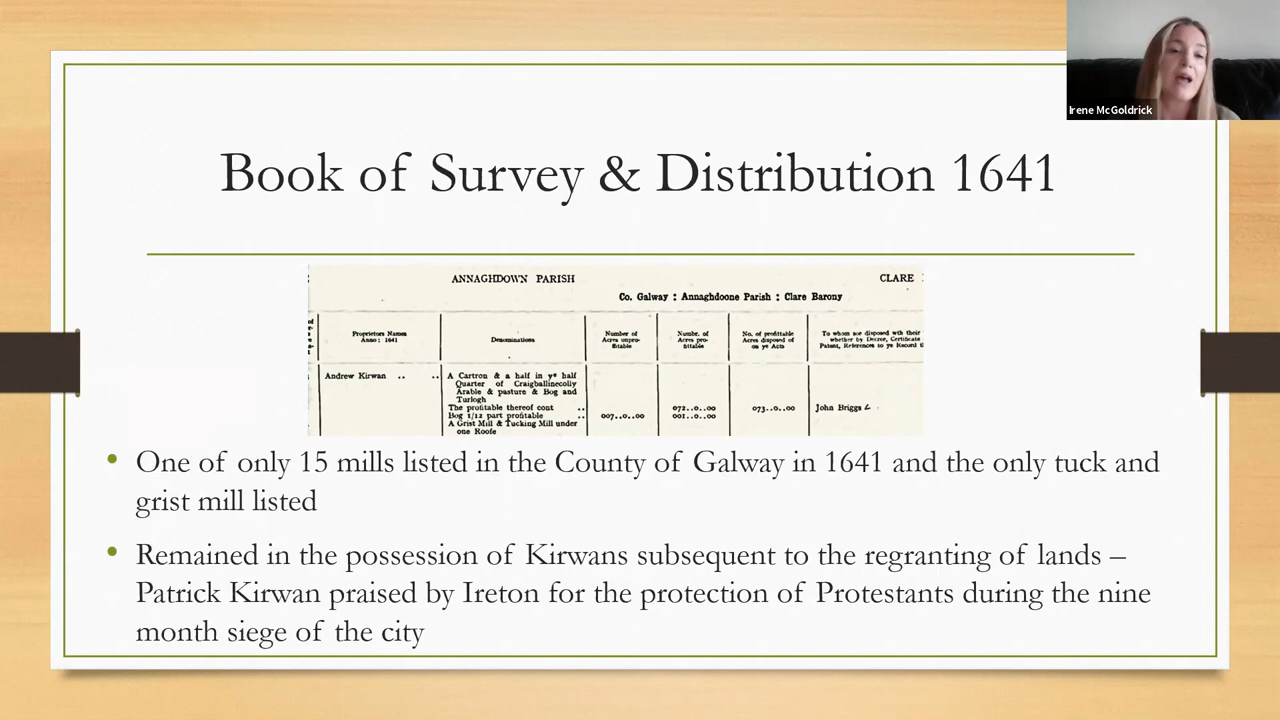 Irene McGoldrick
Book of Survey & Distribution 1641
ANNAGHDOWN PARISH
CLARE
Co. Galway : Annaghdoone Parish : Clare Barony
Proprietors Names
Anno: 1641
Denominations
Number of
Acres unpro-
fitable
Numbr. of
Acres pro-
fitable
No. of profitable
Acres disposed of
on ye Acts
To whom soe disposed wth their
whether by Decree, Certificate
Patent, References to ye Record
Andrew Kirwan .. ..
A Cartron & a half in ye half
Quarter of Craigballinecoliy
Arable & pasture & Bog and
Turlogh
The profitable thereof cont ..
Bog 1/12 part profitable ..
A Grist Mill & Tucking Mill under
one Roofe
007..0..00
072..0..00
001..0..00
073..0..00
John Briggs
• One of only 15 mills listed in the County of Galway in 1641 and the only tuck and
grist mill listed
• Remained in the possession of Kirwans subsequent to the regranting of lands –
Patrick Kirwan praised by Ireton for the protection of Protestants during the nine
month siege of the city